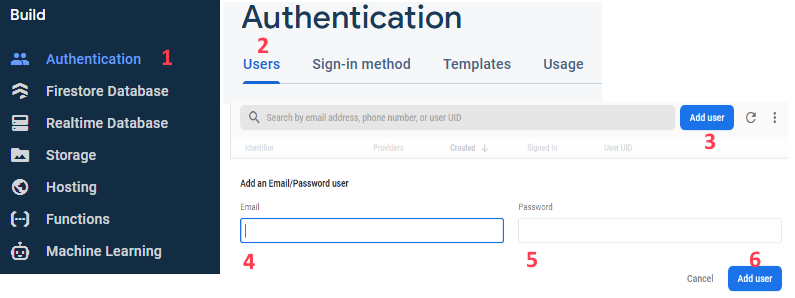 Build
Authentication 1
Firestore Database
Realtime Database
Storage
Hosting
Functions
Machine Learning
Authentication
2
Users Sign-in method Templates Usage
Search by email address, phone number, or user UID Add user
3
Identifier Providers Created Signed In User UID
Add an Email/Password user
Email Password
4 5 6
Cancel Add user